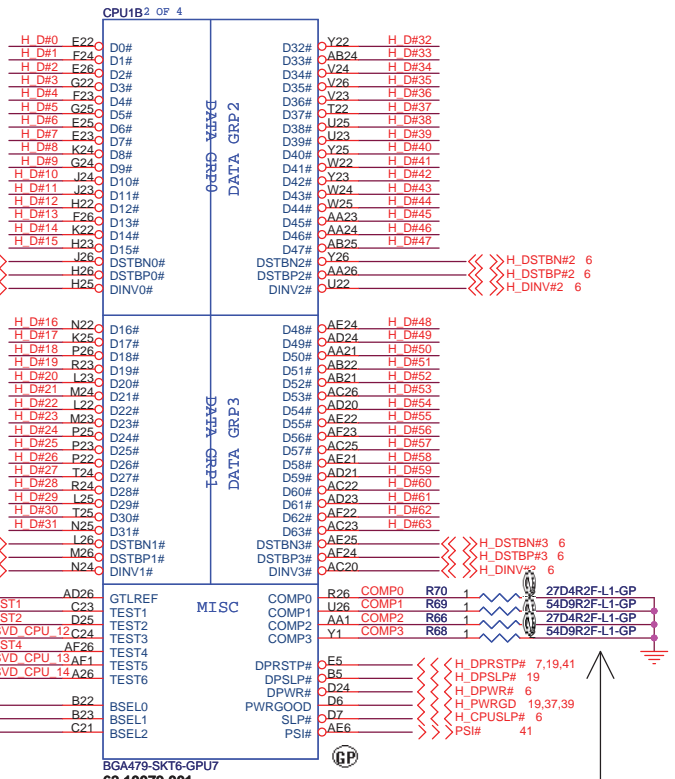 CPU1B 2 OF 4
H_D#0 E22 D0# D32# Y22 H_D#32
H_D#1 F24 D1# D33# AB24 H_D#33
H_D#2 E26 D2# D34# V24 H_D#34
H_D#3 G22 D3# D35# V26 H_D#35
H_D#4 F23 D4# D36# V23 H_D#36
H_D#5 G25 D5# D37# T22 H_D#37
H_D#6 E25 D6# D38# U25 H_D#38
H_D#7 E23 D7# D39# U23 H_D#39
H_D#8 K24 D8# D40# Y25 H_D#40
H_D#9 G24 D9# D41# W22 H_D#41
H_D#10 J24 D10# D42# Y23 H_D#42
H_D#11 J23 D11# D43# W24 H_D#43
H_D#12 H22 D12# D44# W25 H_D#44
H_D#13 F26 D13# D45# AA23 H_D#45
H_D#14 K22 D14# D46# AA24 H_D#46
H_D#15 H23 D15# D47# AB25 H_D#47
J26 DSTBN0# DSTBN2# Y26 H_DSTBN#2 6
H26 DSTBP0# DSTBP2# AA26 H_DSTBP#2 6
H25 DINV0# DINV2# U22 H_DINV#2 6
DATA GRP0
DATA GRP2
H_D#16 N22 D16# D48# AE24 H_D#48
H_D#17 K25 D17# D49# AD24 H_D#49
H_D#18 P26 D18# D50# AA21 H_D#50
H_D#19 R23 D19# D51# AB22 H_D#51
H_D#20 L23 D20# D52# AB21 H_D#52
H_D#21 M24 D21# D53# AC26 H_D#53
H_D#22 L22 D22# D54# AD20 H_D#54
H_D#23 M23 D23# D55# AE22 H_D#55
H_D#24 P25 D24# D56# AF23 H_D#56
H_D#25 P23 D25# D57# AC25 H_D#57
H_D#26 P22 D26# D58# AE21 H_D#58
H_D#27 T24 D27# D59# AD21 H_D#59
H_D#28 R24 D28# D60# AC22 H_D#60
H_D#29 L25 D29# D61# AD23 H_D#61
H_D#30 T25 D30# D62# AF22 H_D#62
H_D#31 N25 D31# D63# AC23 H_D#63
L26 DSTBN1# DSTBN3# AE25 H_DSTBN#3 6
M26 DSTBP1# DSTBP3# AF24 H_DSTBP#3 6
N24 DINV1# DINV3# AC20 6
DATA GRP1
DATA GRP3
AD26 GTLREF MISC COMP0 R26 COMP0 R70 1 27D4R2F-L1-GP
EST1 C23 TEST1 COMP1 U26 COMP1 R69 1 54D9R2F-L1-GP
EST2 D25 TEST2 COMP2 AA1 COMP2 R66 1 27D4R2F-L1-GP
SVD_CPU_12 C24 TEST3 COMP3 Y1 COMP3 R68 1 54D9R2F-L1-GP
EST4 AF26 TEST4
SVD_CPU_13 AF1 TEST5 DPRSTP# E5 H_DPRSTP# 7,19,41
SVD_CPU_14 A26 TEST6 DPSLP# B5 H_DPSLP# 19
DPWR# D24 H_DPWR# 6
B22 BSEL0 PWRGOOD D6 H_PWRGD 19,37,39
B23 BSEL1 SLP# D7 H_CPUSLP# 6
C21 BSEL2 PSI# AE6 PSI# 41
GP
BGA479-SKT6-GPU7